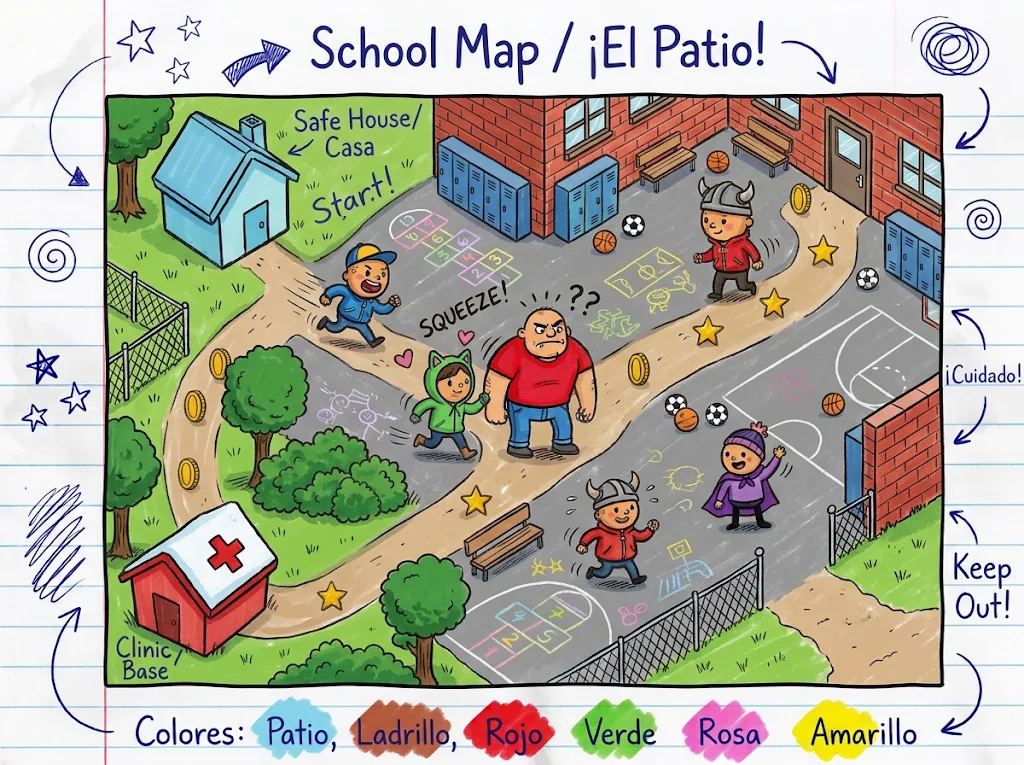 School Map / ¡El Patio!
Safe House/
Casa
Start!
SQUEEZE!
??
¡Cuidado!
Keep
Out!
Clinic/
Base
Colores: Patio, Ladrillo, Rojo Verde Rosa Amarillo